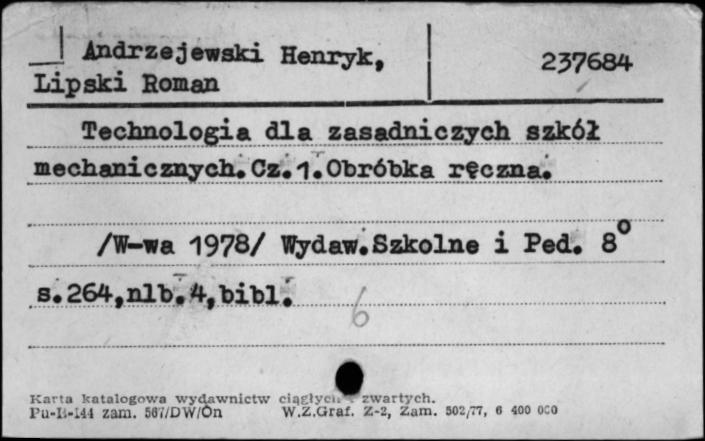 Andrzejewski Henryk, 237684
Lipski Roman
Technologia dla zasadniczych szkół
mechanicznych. Cz.1. Obróbka ręczna.
/W-wa 1978/ Wydaw. Szkolne i Ped. 8°
s.264,nlb.4,bibl.
6
Karta katalogowa wydawnictw ciągłych i zwartych.
Pu-K-144 zam. 567/DW/On W.Z.Graf. Z-2, Zam. 502/77, 6 400 000